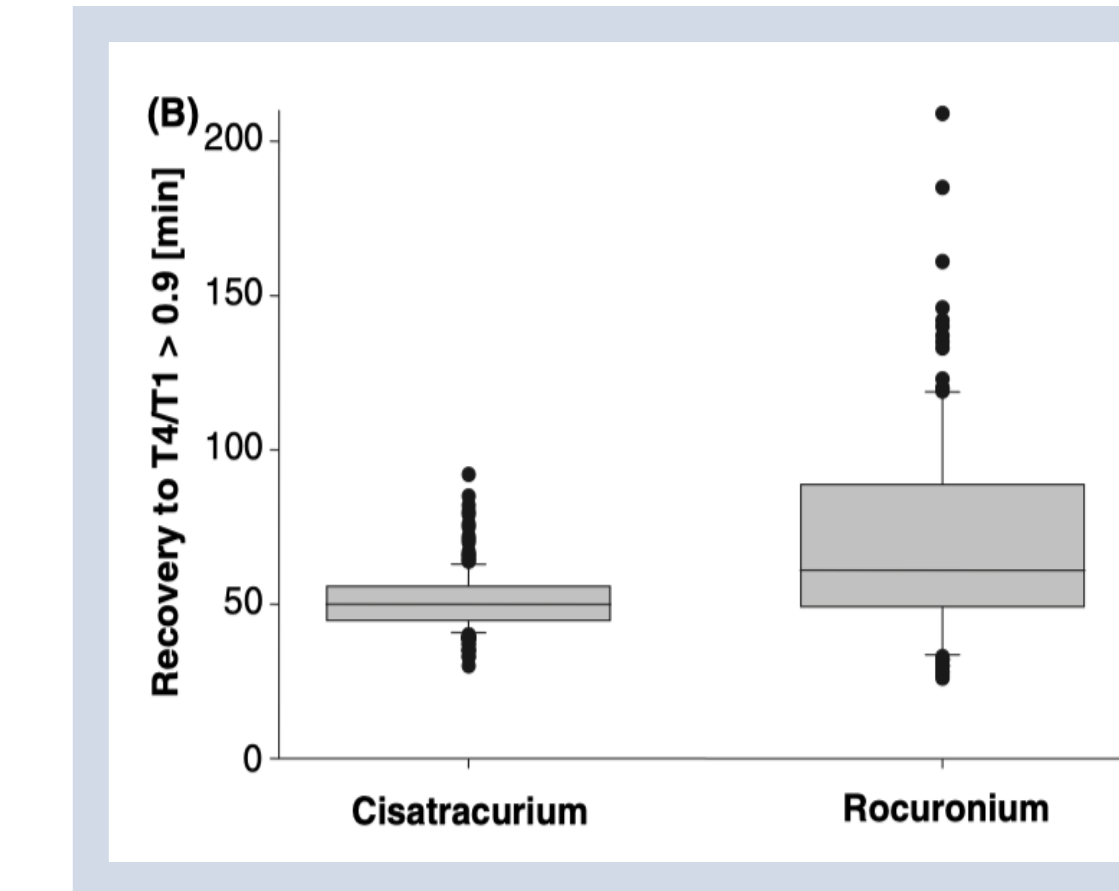 (B)
Recovery to T4/T1 > 0.9 [min]
200
150
100
50
0
Cisatracurium
Rocuronium